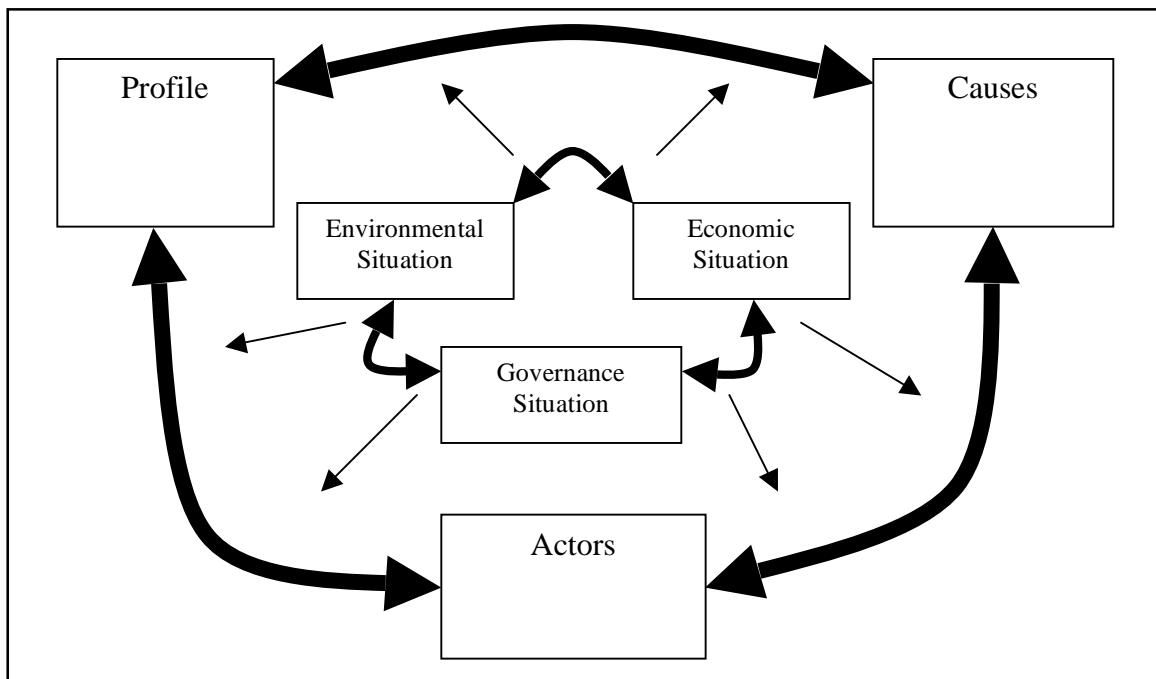 Profile
Causes
Environmental
Situation
Economic
Situation
Governance
Situation
Actors